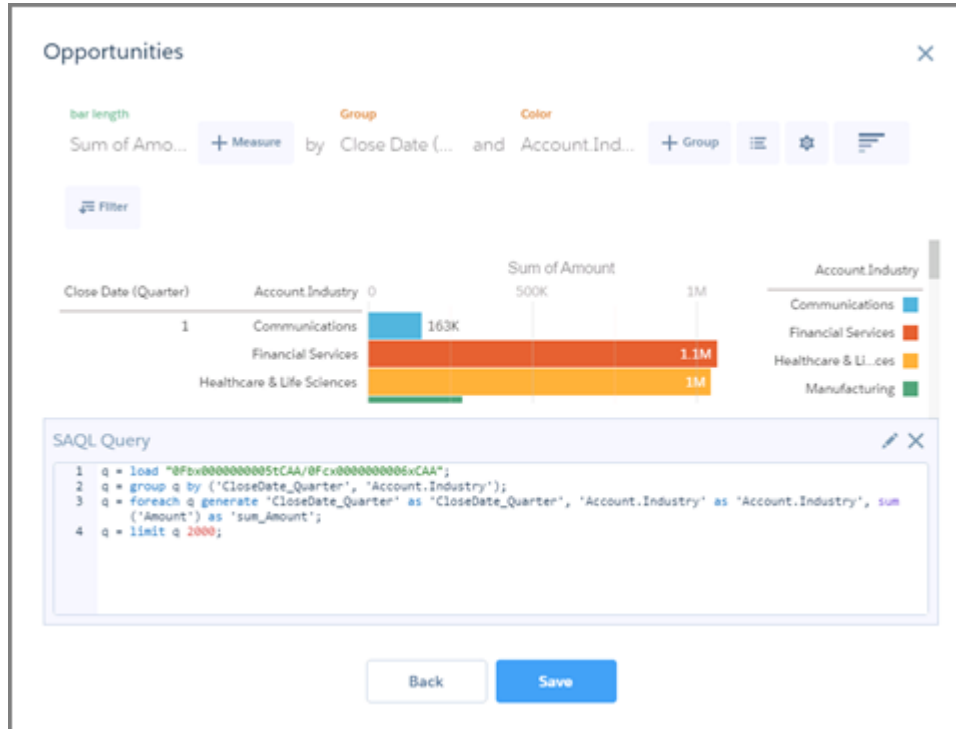 Opportunities
bar length
Group
Color
Sum of Amo...
+ Measure
by
Close Date (...
and
Account.Ind...
+ Group
Filter
Sum of Amount
Account.Industry
Close Date (Quarter)
Account.Industry
0
500K
1M
Communications
1
Communications
163K
Financial Services
Financial Services
1.1M
Healthcare & Li...ces
Healthcare & Life Sciences
1M
Manufacturing
SAQL Query
1 q = load "0Fbx0000000005tCAA/0Fcx0000000006xCAA";
2 q = group q by ('CloseDate_Quarter', 'Account.Industry');
3 q = foreach q generate 'CloseDate_Quarter' as 'CloseDate_Quarter', 'Account.Industry' as 'Account.Industry', sum
('Amount') as 'sum_Amount';
4 q = limit q 2000;
Back
Save